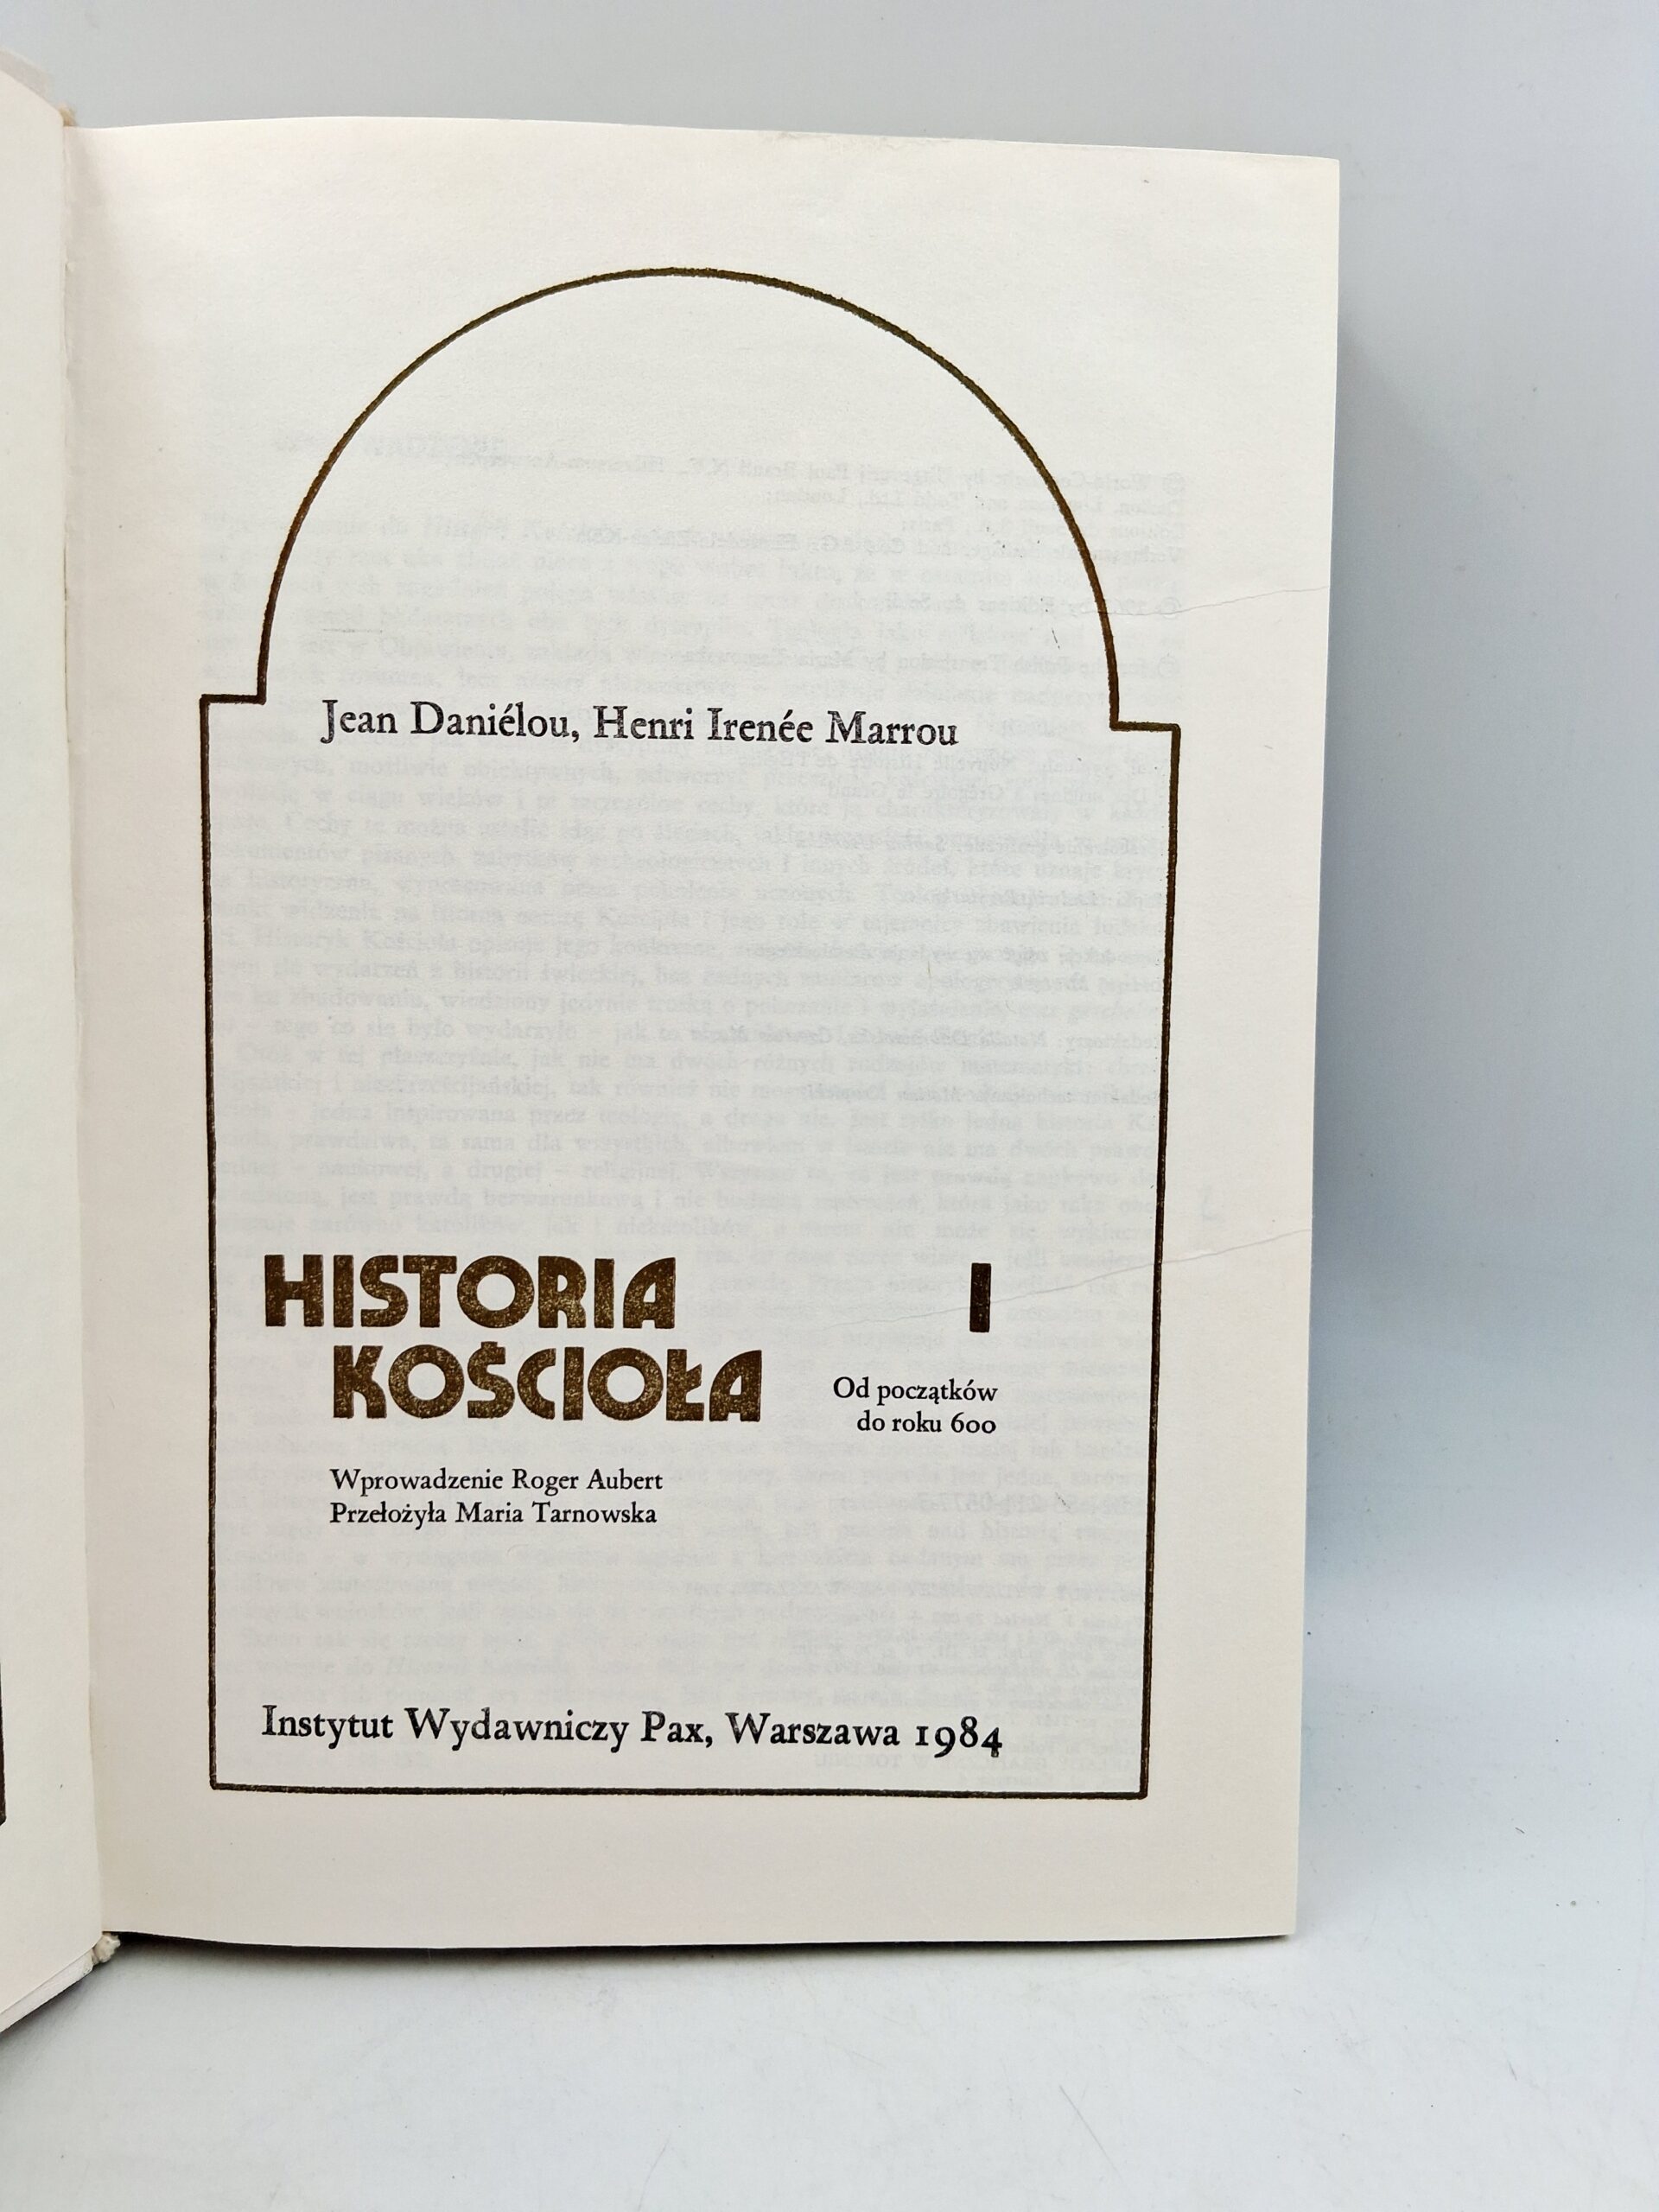 Jean Daniélou, Henri Irenée Marrou
HISTORIA I
KOŚCIOŁA
Od początków
do roku 600
Wprowadzenie Roger Aubert
Przełożyła Maria Tarnowska
Instytut Wydawniczy Pax, Warszawa 1984